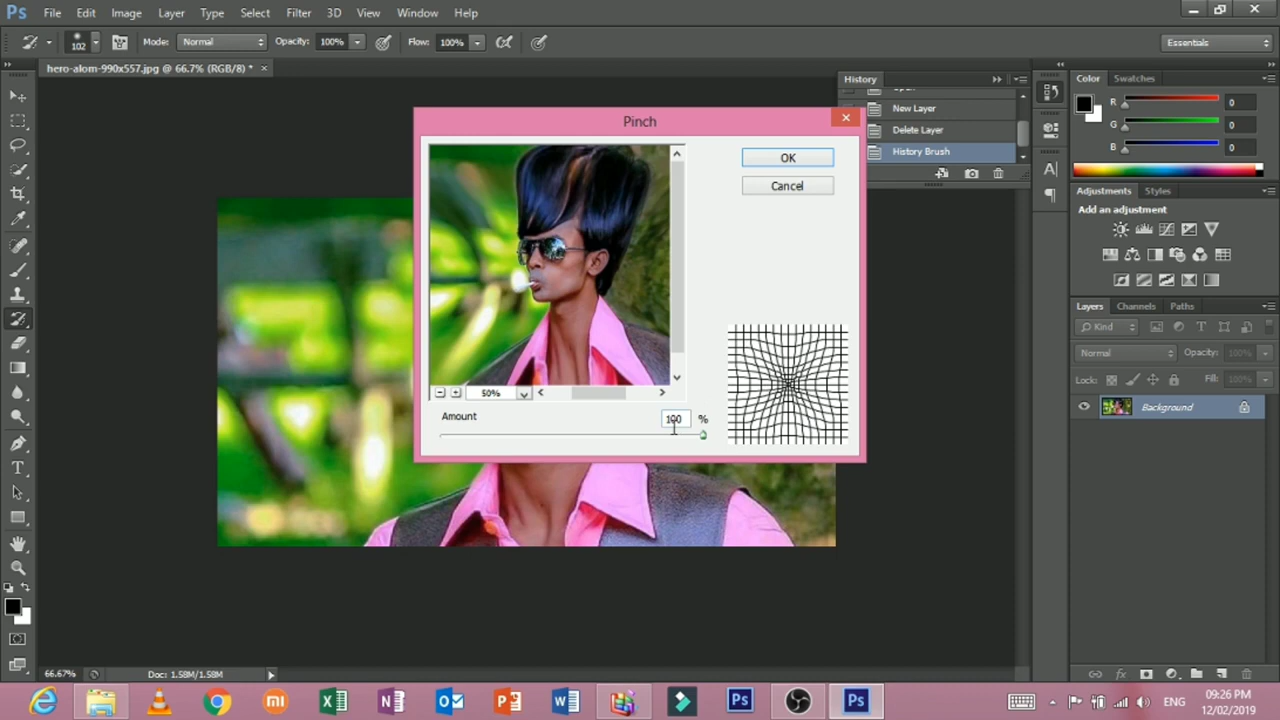 Ps File Edit Image Layer Type Select Filter 3D View Window Help
102 Mode: Normal Opacity: 100% Flow: 100% Essentials
hero-alom-990x557.jpg @ 66.7% (RGB/8) * ×
History
New Layer
Delete Layer
History Brush
Pinch
OK
Cancel
50%
Amount 100 %
Color Swatches
R 0
G 0
B 0
Adjustments Styles
Add an adjustment
Layers Channels Paths
Kind
Normal Opacity: 100%
Lock: Fill: 100%
Background
66.67% Doc: 1.58M/1.58M
ENG
09:26 PM
12/02/2019